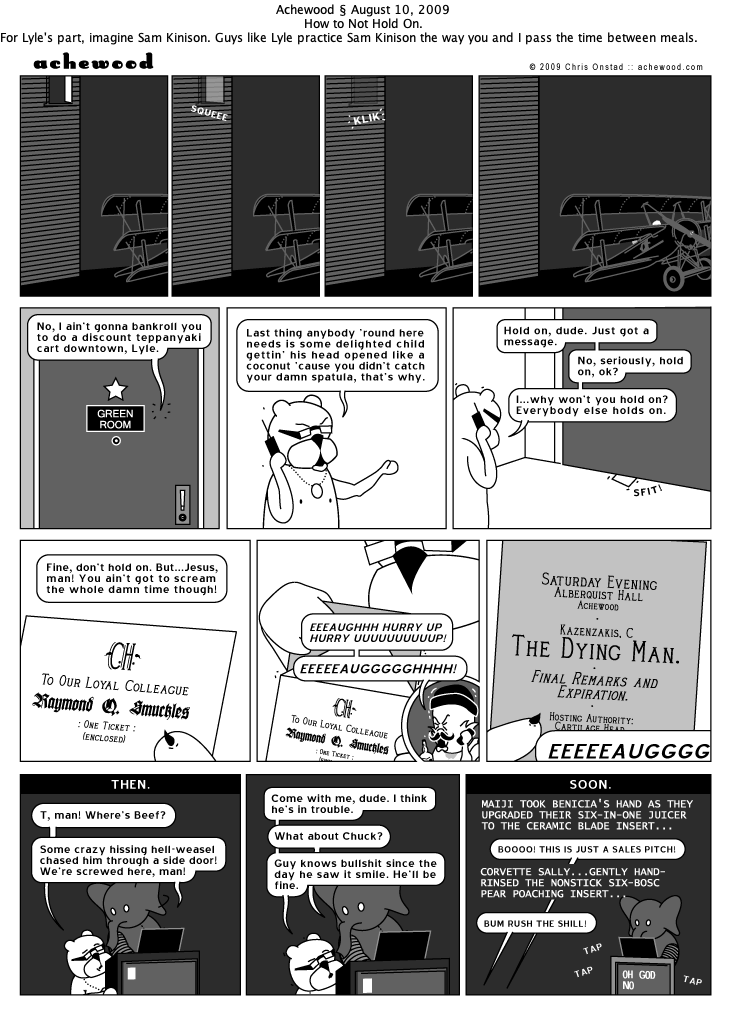 Achewood § August 10, 2009
How to Not Hold On.
For Lyle's part, imagine Sam Kinison. Guys like Lyle practice Sam Kinison the way you and I pass the time between meals.
achewood
© 2009 Chris Onstad :: achewood.com
SQUEEE
KLIK
No, I ain't gonna bankroll you
to do a discount teppanyaki
cart downtown, Lyle.
GREEN
ROOM
Last thing anybody 'round here
needs is some delighted child
gettin' his head opened like a
coconut 'cause you didn't catch
your damn spatula, that's why.
Hold on, dude. Just got a
message.
No, seriously, hold
on, ok?
I...why won't you hold on?
Everybody else holds on.
SFIT!
Fine, don't hold on. But...Jesus,
man! You ain't got to scream
the whole damn time though!
CH
To Our Loyal Colleague
Raymond Q. Smuckles
: One Ticket :
(enclosed)
EEEAUGHHH HURRY UP
HURRY UUUUUUUUUUP!
EEEEEEAUGGGGGHHHH!
CH
To Our Loyal Colleague
Raymond Q. Smuckles
: One Ticket :
Saturday Evening
Alberquist Hall
Achewood
Kazenzakis, C
The Dying Man.
Final Remarks and
Expiration.
Hosting Authority:
Cartilage Head
EEEEEAUGGGG
THEN.
T, man! Where's Beef?
Some crazy hissing hell-weasel
chased him through a side door!
We're screwed here, man!
Come with me, dude. I think
he's in trouble.
What about Chuck?
Guy knows bullshit since the
day he saw it smile. He'll be
fine.
SOON.
MAIJI TOOK BENICIA'S HAND AS THEY
UPGRADED THEIR SIX-IN-ONE JUICER
TO THE CERAMIC BLADE INSERT...
BOOOO! THIS IS JUST A SALES PITCH!
CORVETTE SALLY...GENTLY HAND-
RINSED THE NONSTICK SIX-BOSC
PEAR POACHING INSERT...
BUM RUSH THE SHILL!
TAP
TAP
OH GOD
NO
TAP